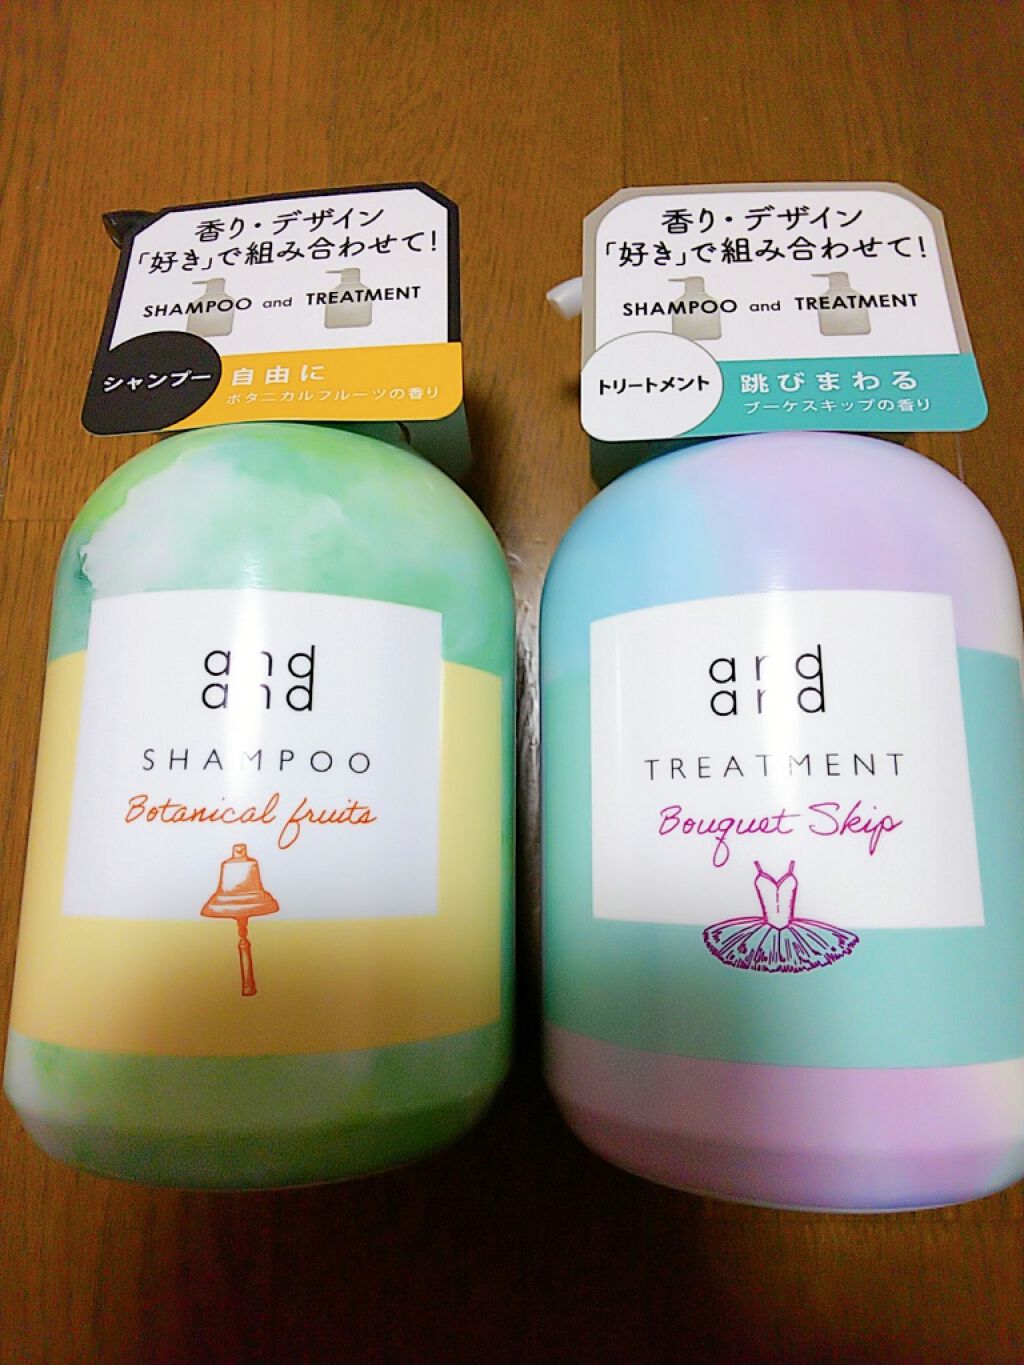 香り・デザイン
「好き」で組み合わせて!
SHAMPOO and TREATMENT
シャンプー
自由に
ボタニカルフルーツの香り
and
and
SHAMPOO
Botanical fruits
香り・デザイン
「好き」で組み合わせて!
SHAMPOO and TREATMENT
トリートメント
跳びまわる
ブーケスキップの香り
and
and
TREATMENT
Bouquet Skip